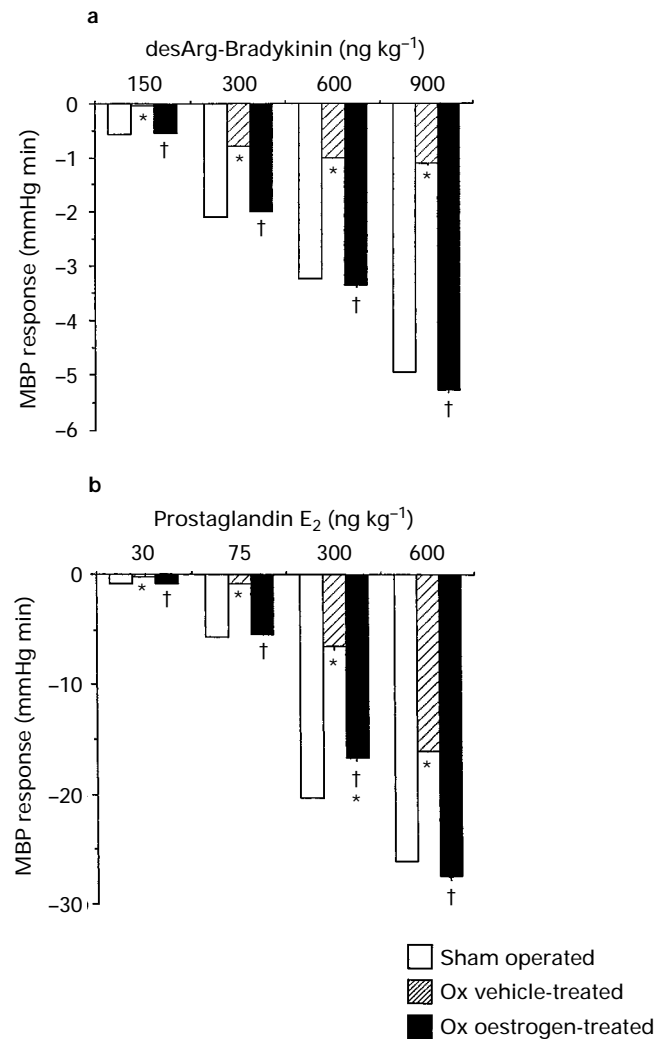 a
desArg-Bradykinin (ng kg⁻¹)
150 300 600 900
MBP response (mmHg min)
0
–1
–2
–3
–4
–5
–6
* † * † * † * †
b
Prostaglandin E₂ (ng kg⁻¹)
30 75 300 600
MBP response (mmHg min)
0
–10
–20
–30
* † * † * † * * †
Sham operated
Ox vehicle-treated
Ox oestrogen-treated